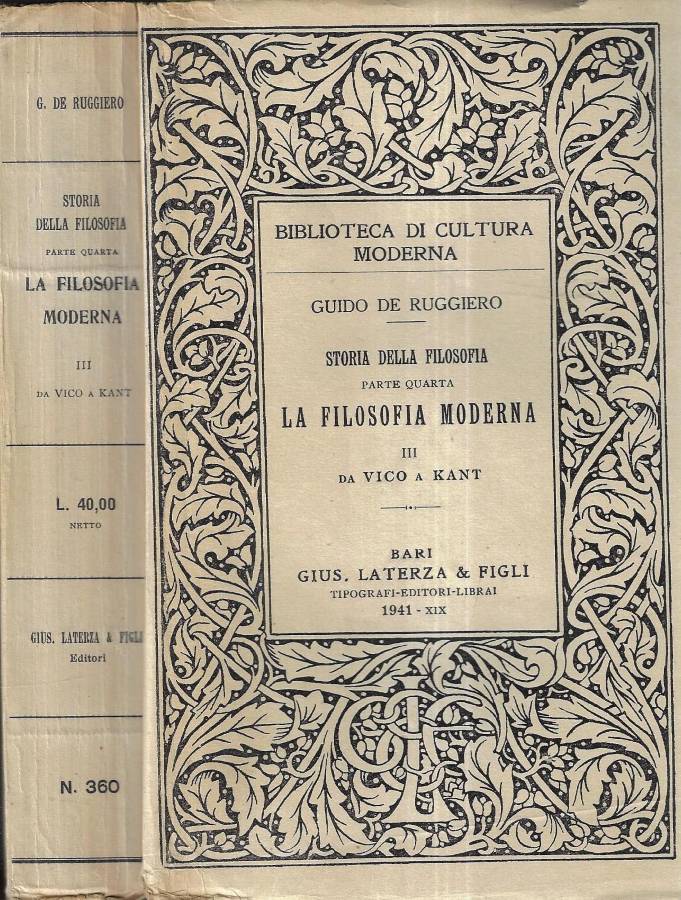 G. DE RUGGIERO
STORIA
DELLA FILOSOFIA
PARTE QUARTA
LA FILOSOFIA
MODERNA
III
DA VICO A KANT
L. 40,00
NETTO
GIUS. LATERZA & FIGLI
Editori
N. 360
BIBLIOTECA DI CULTURA
MODERNA
GUIDO DE RUGGIERO
STORIA DELLA FILOSOFIA
PARTE QUARTA
LA FILOSOFIA MODERNA
III
DA VICO A KANT
BARI
GIUS. LATERZA & FIGLI
TIPOGRAFI-EDITORI-LIBRAI
1941 - XIX